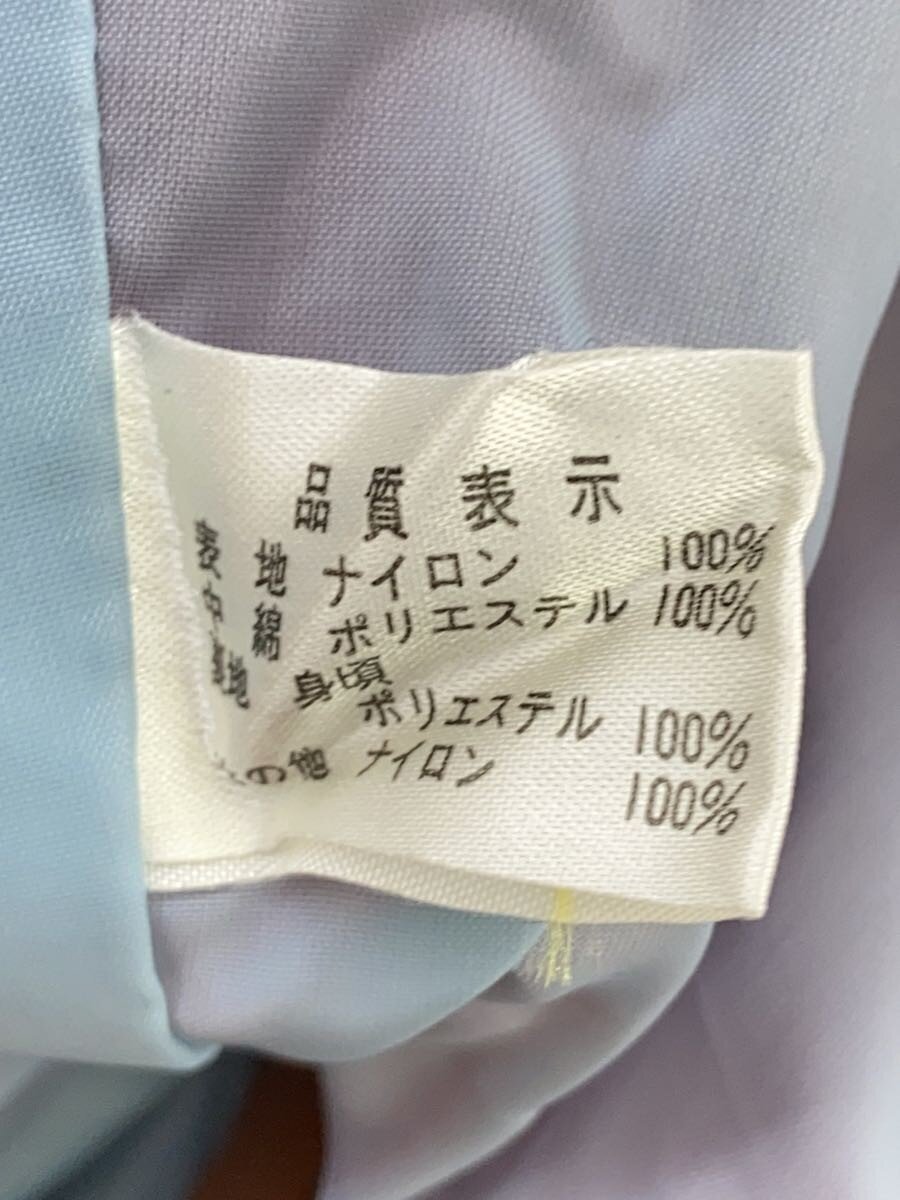 品質表示
表地 ナイロン 100%
中綿 ポリエステル 100%
裏地 身頃
ポリエステル 100%
その他 ナイロン 100%